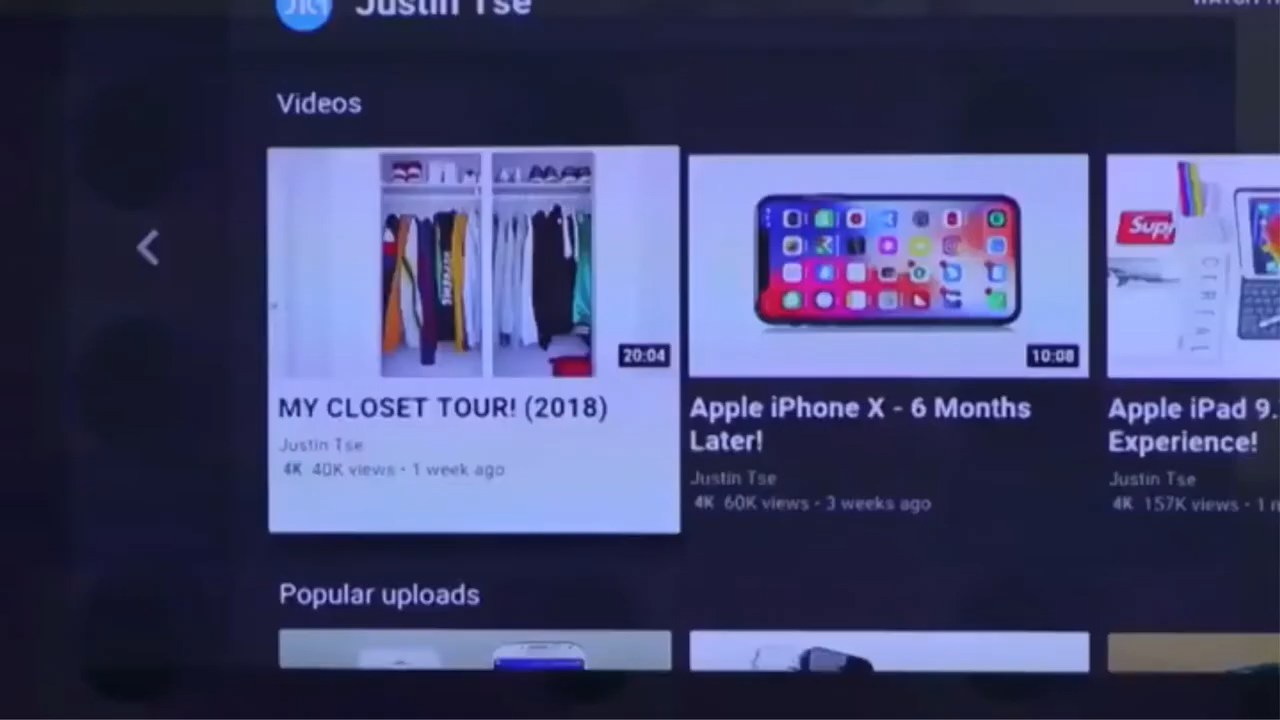 Justin Tse
Videos
20:04
10:08
MY CLOSET TOUR! (2018)
Justin Tse
4K 40K views · 1 week ago
Apple iPhone X - 6 Months
Later!
Justin Tse
4K 60K views · 3 weeks ago
Apple iPad 9.
Experience!
Justin Tse
4K 157K views · 1
Popular uploads